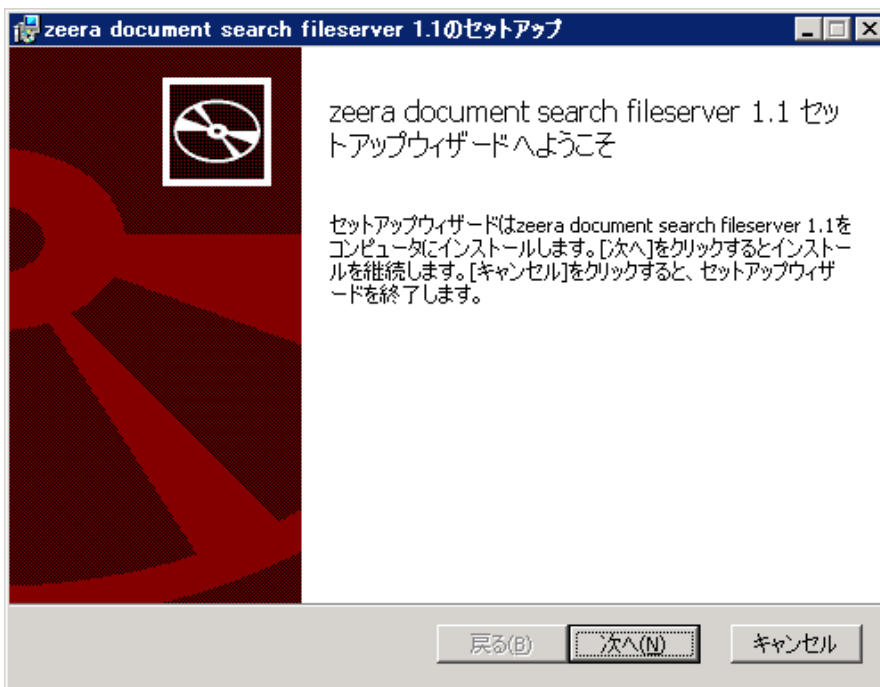 zeera document search fileserver 1.1のセットアップ
zeera document search fileserver 1.1 セッ
トアップウィザードへようこそ
セットアップウィザードはzeera document search fileserver 1.1を
コンピュータにインストールします。[次へ]をクリックするとインストー
ルを継続します。[キャンセル]をクリックすると、セットアップウィザ
ードを終了します。
戻る(B) 次へ(N) キャンセル